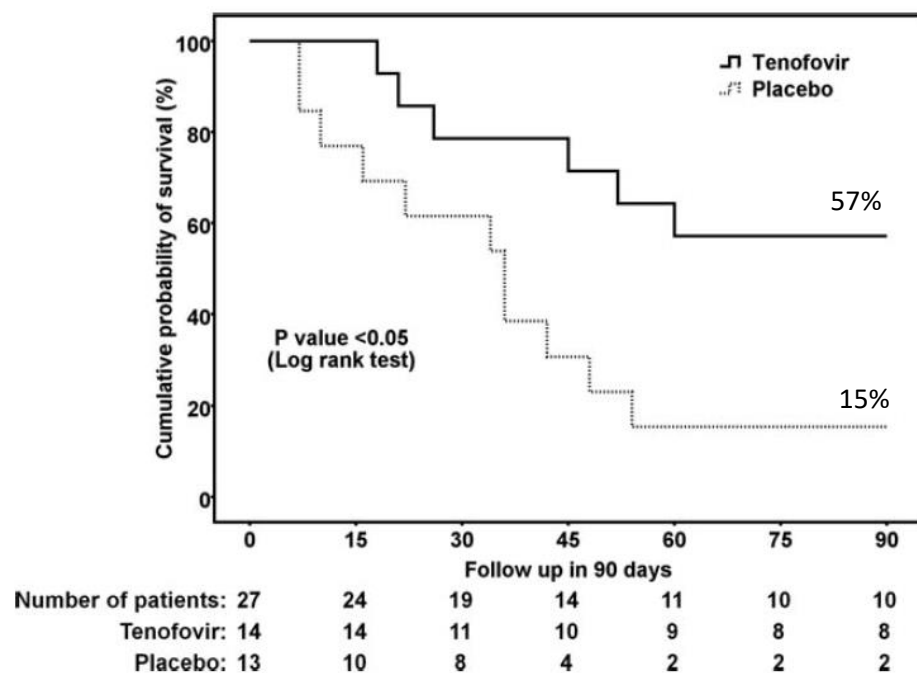 Cumulative probability of survival (%)
100
80
60
40
20
0
Tenofovir
Placebo
57%
P value <0.05
(Log rank test)
15%
0 15 30 45 60 75 90
Follow up in 90 days
Number of patients: 27 24 19 14 11 10 10
Tenofovir: 14 14 11 10 9 8 8
Placebo: 13 10 8 4 2 2 2